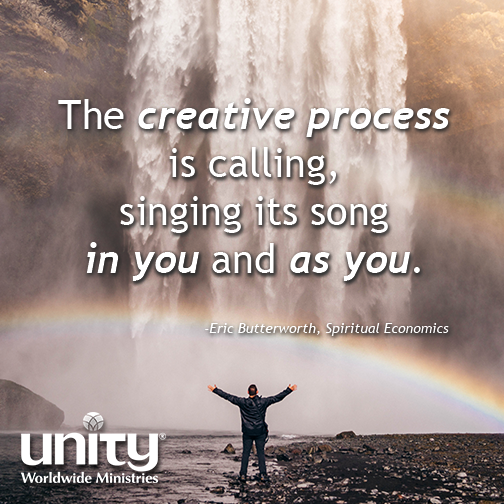 The creative process
is calling,
singing its song
in you and as you.
-Eric Butterworth, Spiritual Economics
unity®
Worldwide Ministries